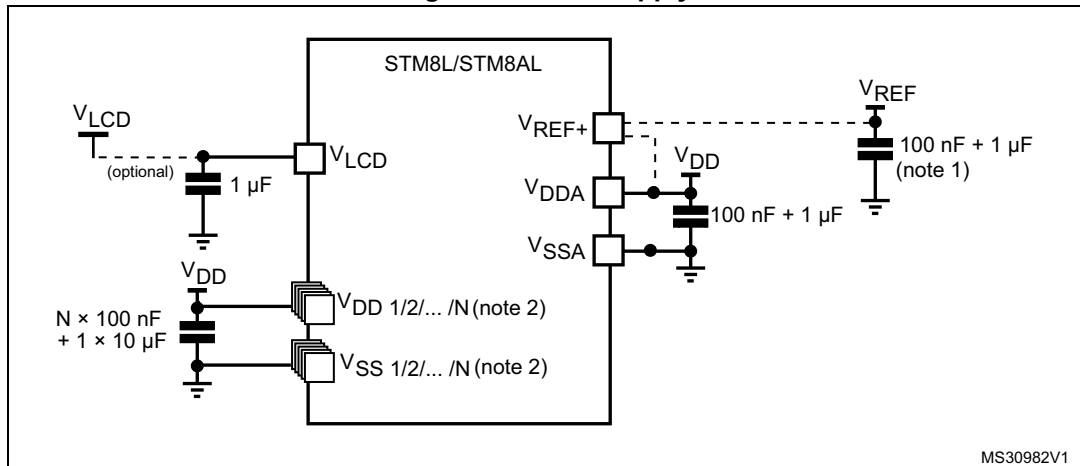 STM8L/STM8AL
VLCD
(optional)
1 µF
VLCD
VREF+
VREF
100 nF + 1 µF
(note 1)
VDD
VDDA
100 nF + 1 µF
VSSA
VDD
N × 100 nF
+ 1 × 10 µF
VDD 1/2/... /N (note 2)
VSS 1/2/... /N (note 2)
MS30982V1